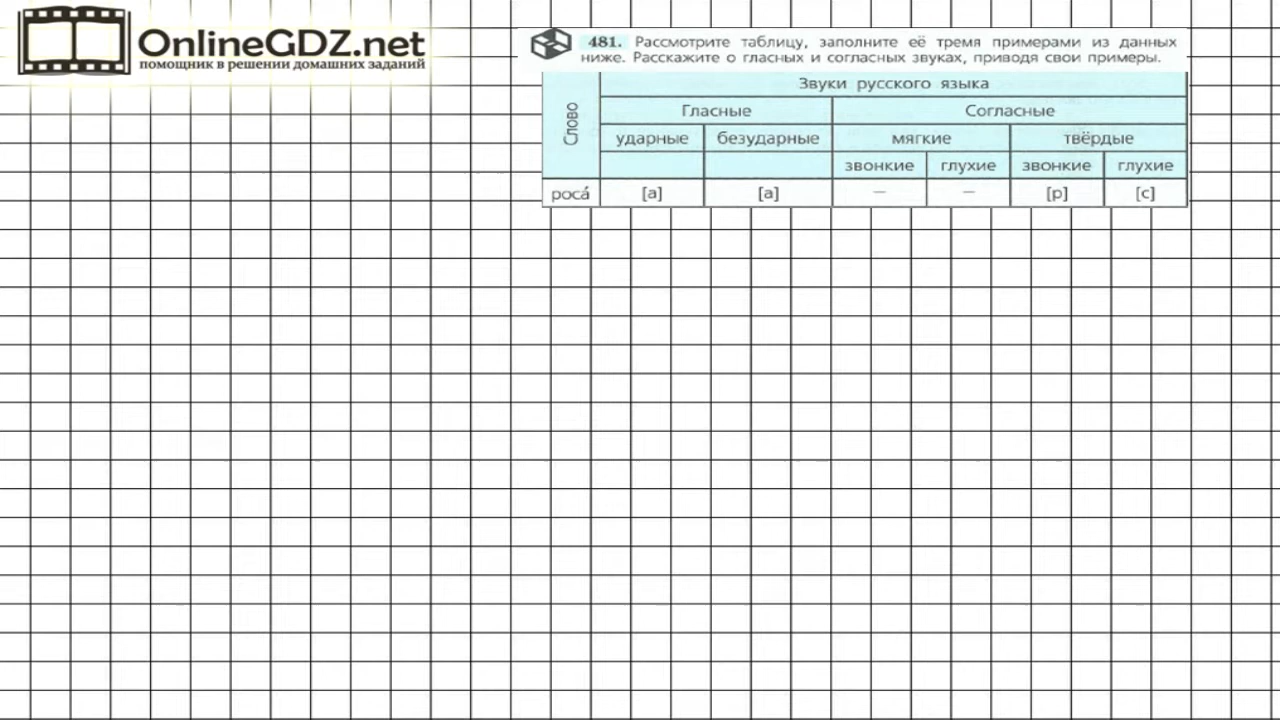 OnlineGDZ.net
помощник в решении домашних заданий
481. Рассмотрите таблицу, заполните её тремя примерами из данных
ниже. Расскажите о гласных и согласных звуках, приводя свои примеры.
Слово
Звуки русского языка
Гласные Согласные
ударные безударные мягкие твёрдые
звонкие глухие звонкие глухие
роса́ [а] [а] — — [р] [с]